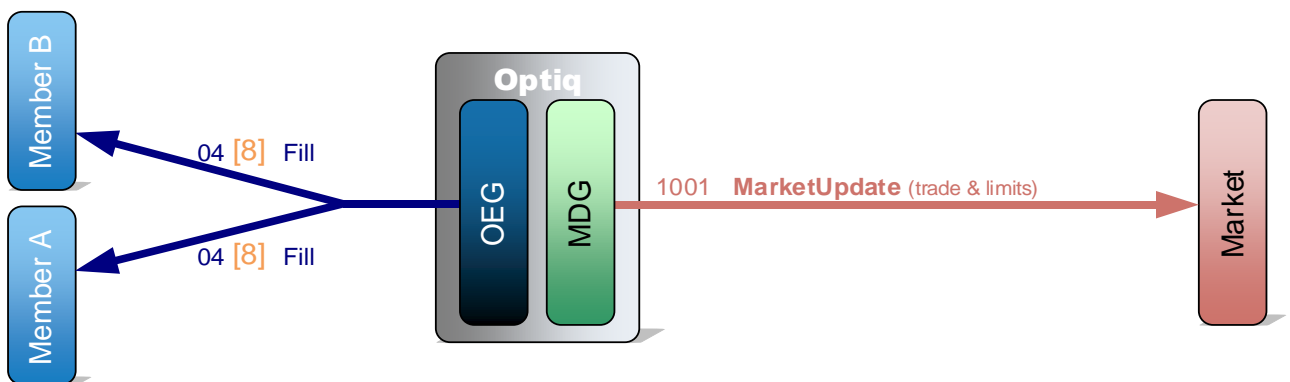 Member B
Optiq
04 [8] Fill
OEG
MDG
1001 MarketUpdate (trade & limits)
Market
Member A
04 [8] Fill